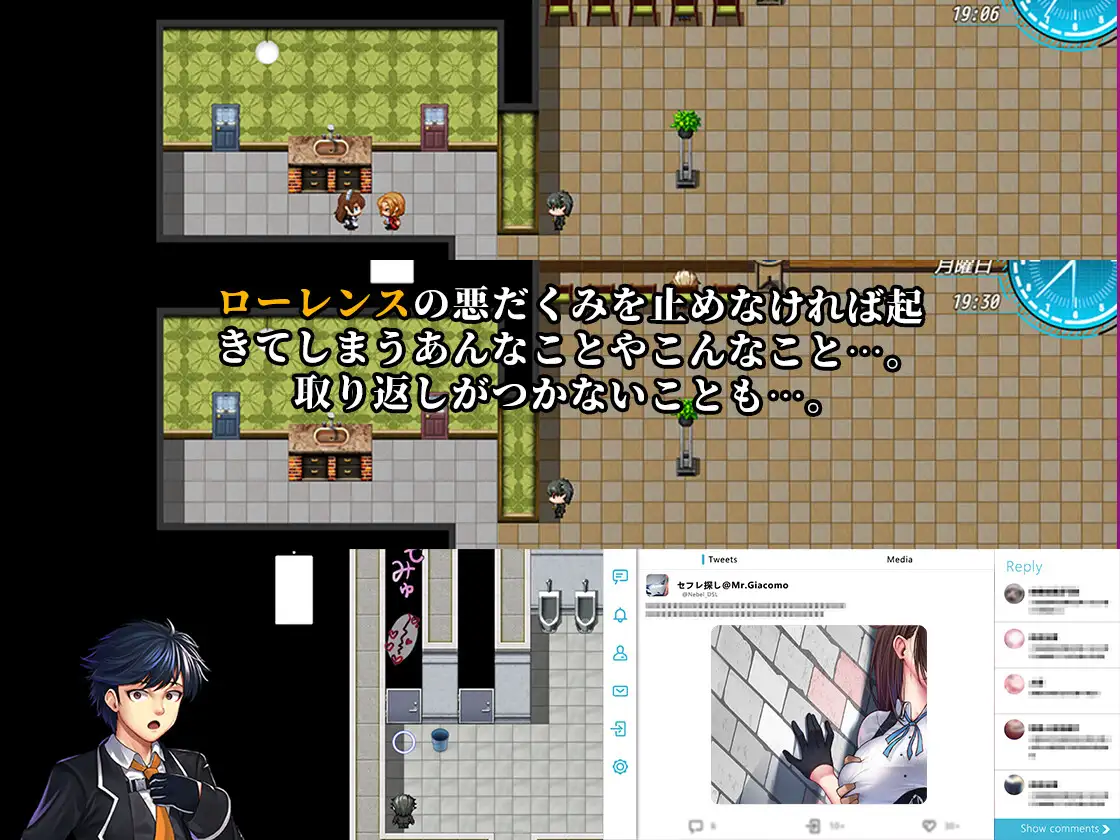 19:06
月曜日
19:30
ローレンスの悪だくみを止めなければ起
きてしまうあんなことやこんなこと…。
取り返しがつかないことも…。
みゅ
Tweets
Media
Reply
セフレ探し@Mr.Giacomo
@Nebel_DSL
Show comments